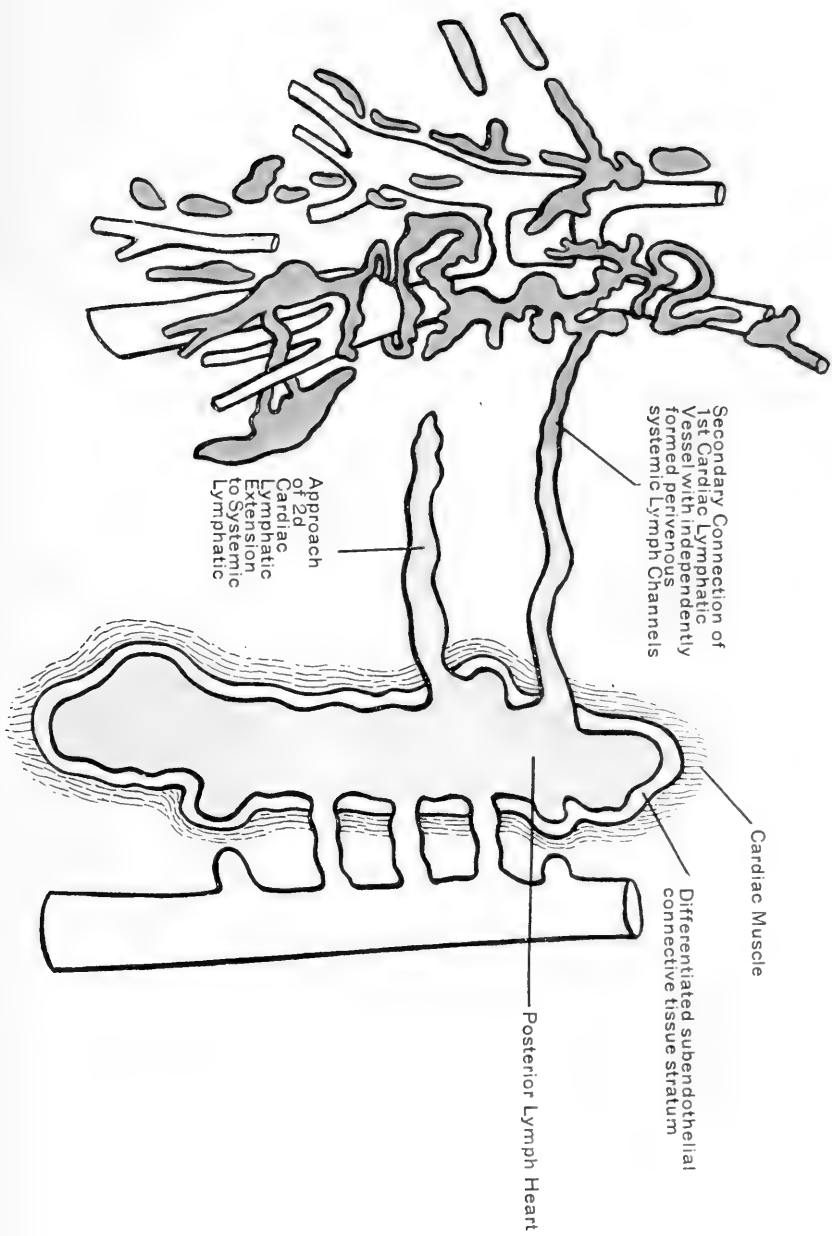 Secondary Connection of
1st Cardiac Lymphatic
Vessel with independently
formed perivenous
systemic Lymph Channels
Approach
of 2d
Cardiac
Lymphatic
Extension
to Systemic
Lymphatic
Cardiac Muscle
Differentiated subendothelial
connective tissue stratum
Posterior Lymph Heart